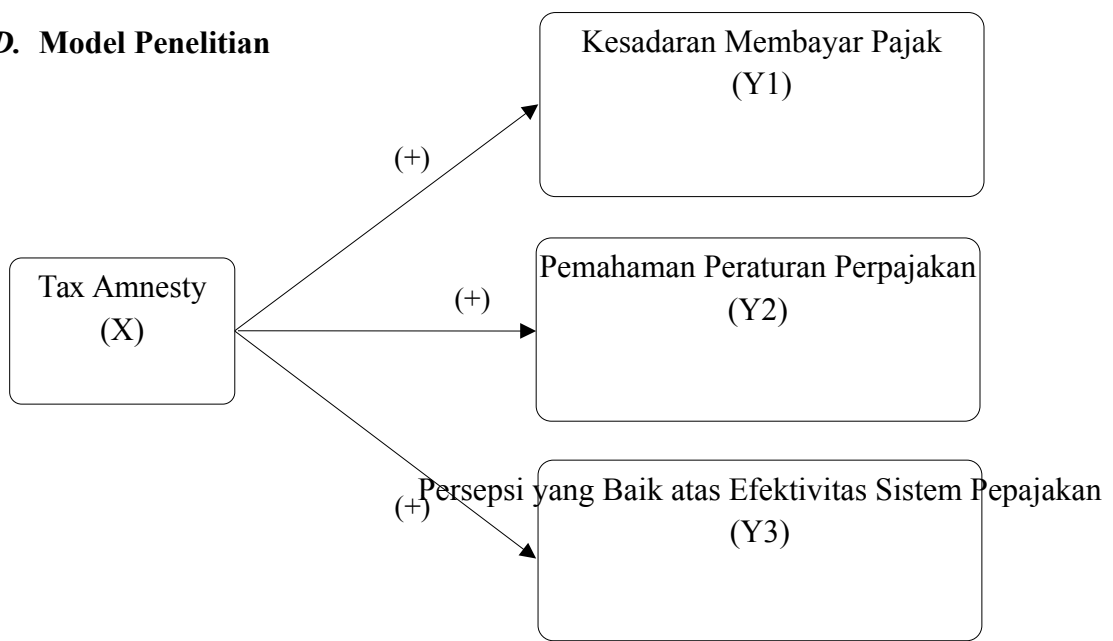 D. Model Penelitian
Kesadaran Membayar Pajak
(Y1)
(+)
Tax Amnesty
(X)
(+)
Pemahaman Peraturan Perpajakan
(Y2)
(+)
Persepsi yang Baik atas Efektivitas Sistem Pepajakan
(Y3)